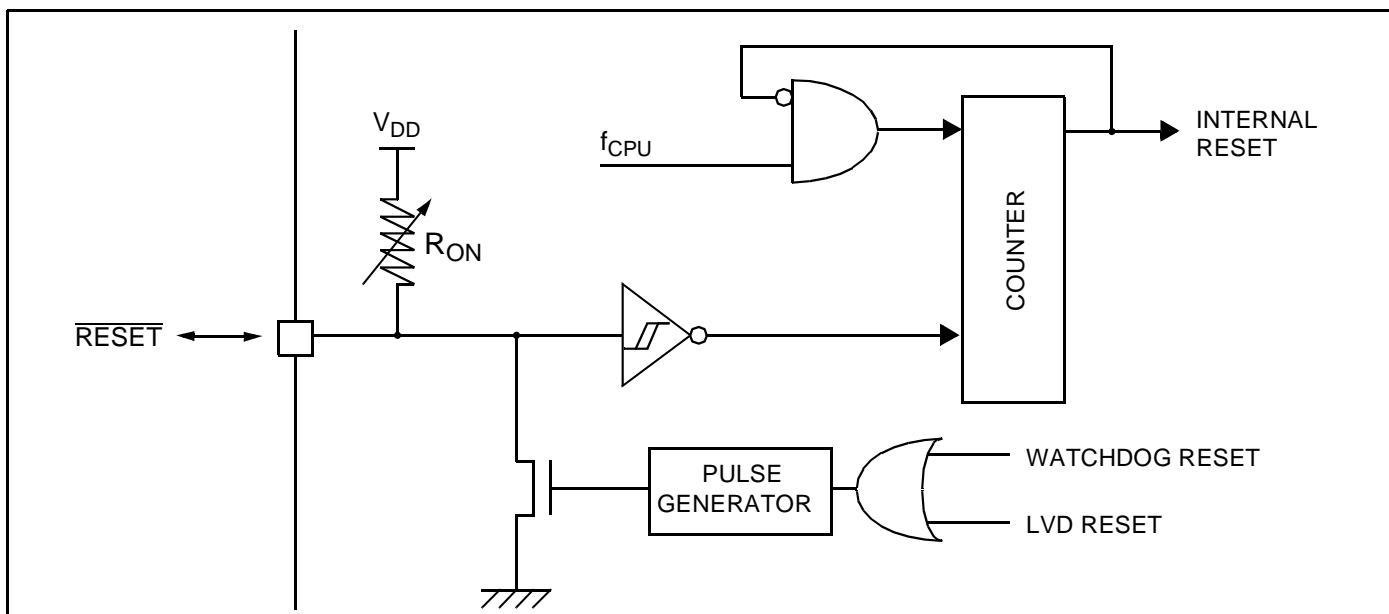 V_DD
R_ON
f_CPU
COUNTER
INTERNAL
RESET
RESET
PULSE
GENERATOR
WATCHDOG RESET
LVD RESET